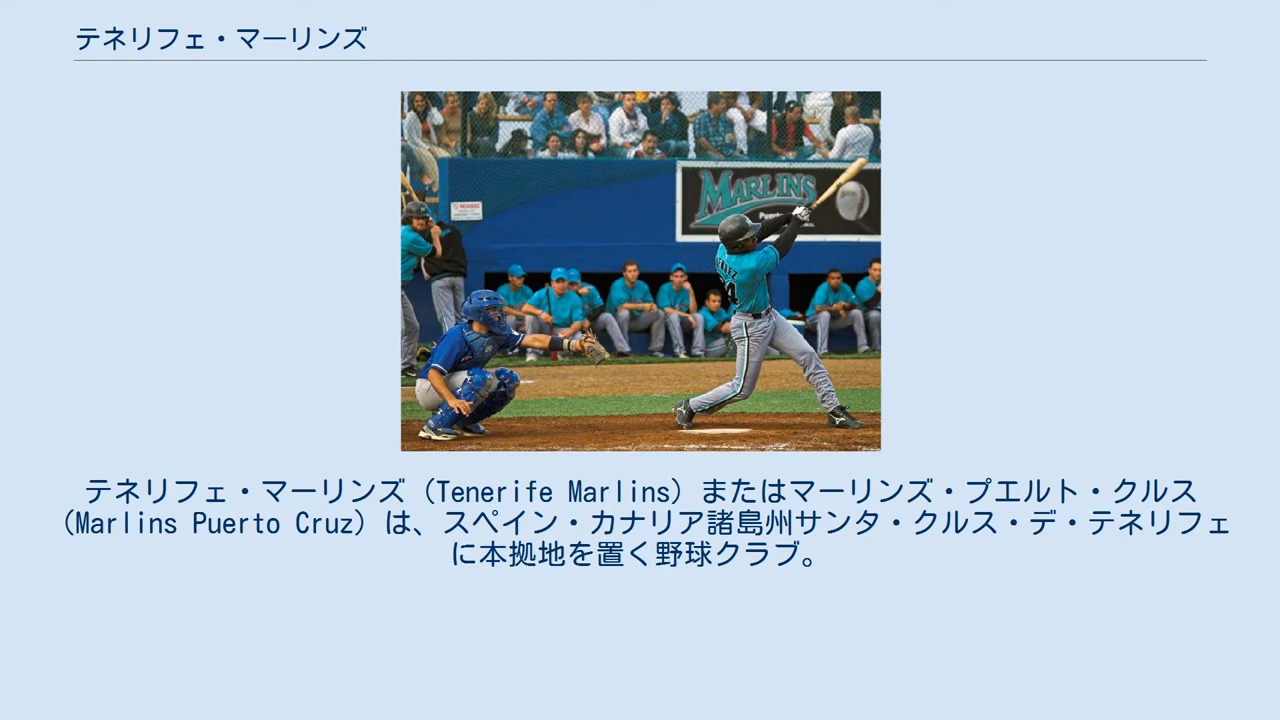 テネリフェ・マーリンズ
MARLINS
Puerto
テネリフェ・マーリンズ（Tenerife Marlins）またはマーリンズ・プエルト・クルス
（Marlins Puerto Cruz）は、スペイン・カナリア諸島州サンタ・クルス・デ・テネリフェ
に本拠地を置く野球クラブ。